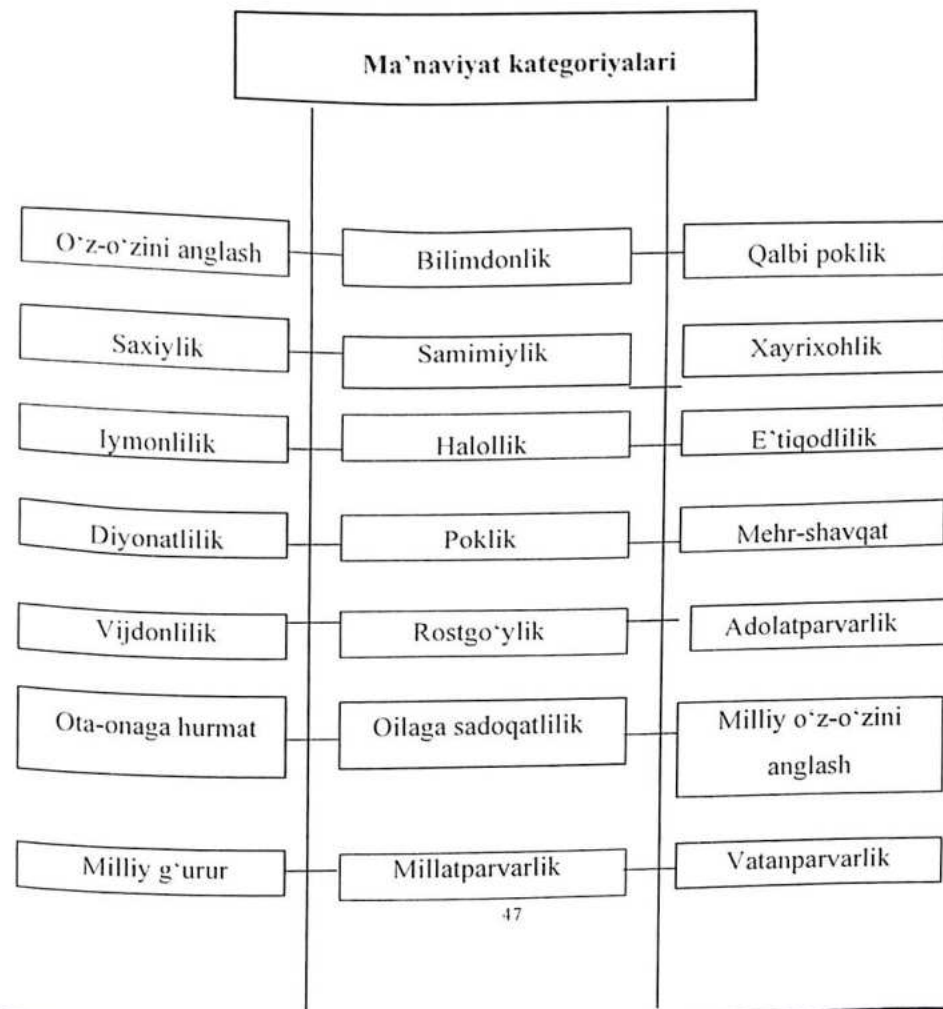 Ma`naviyat kategoriyalari
O‘z-o‘zini anglash
Bilimdonlik
Qalbi poklik
Saxiylik
Samimiylik
Xayrixohlik
Iymonlilik
Halollik
E`tiqodlilik
Diyonatlilik
Poklik
Mehr-shavqat
Vijdonlilik
Rostgo‘ylik
Adolatparvarlik
Ota-onaga hurmat
Oilaga sadoqatlilik
Milliy o‘z-o‘zini
anglash
Milliy g‘urur
Millatparvarlik
Vatanparvarlik
47